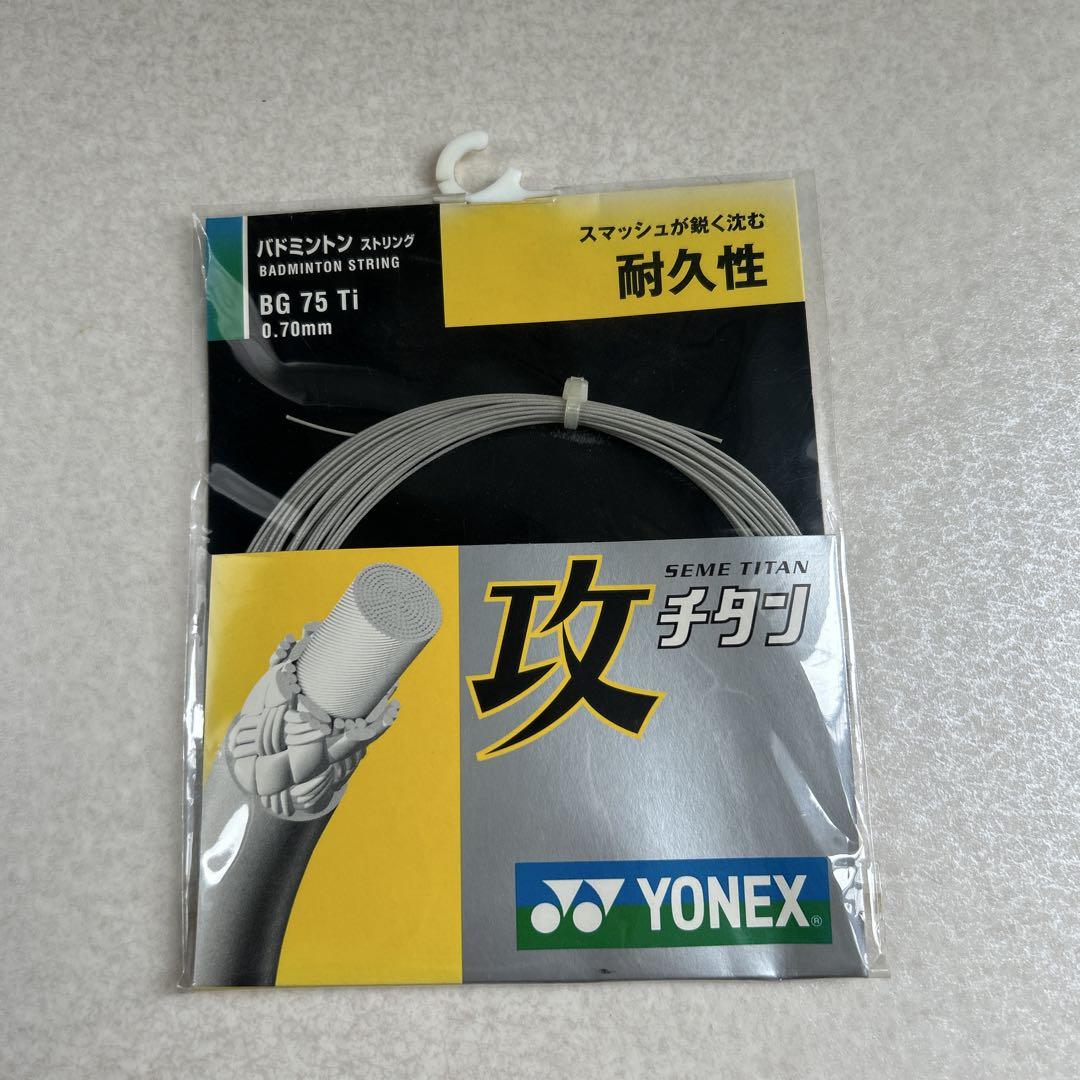 バドミントン ストリング
BADMINTON STRING
BG 75 Ti
0.70mm
スマッシュが鋭く沈む
耐久性
SEME TITAN
攻チタン
YONEX®